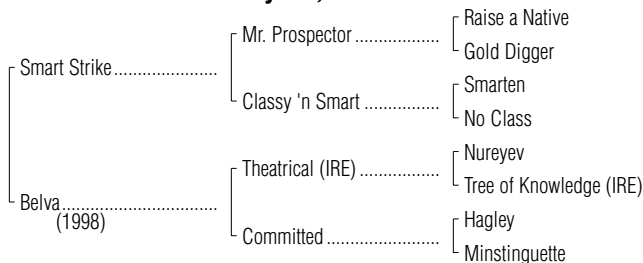 Raise a Native
Mr. Prospector ...................
Gold Digger
Smart Strike.......................
Smarten
Classy 'n Smart .................
No Class
Nureyev
Theatrical (IRE) ..................
Tree of Knowledge (IRE)
Belva..................................
(1998)
Hagley
Committed.........................
Minstinguette